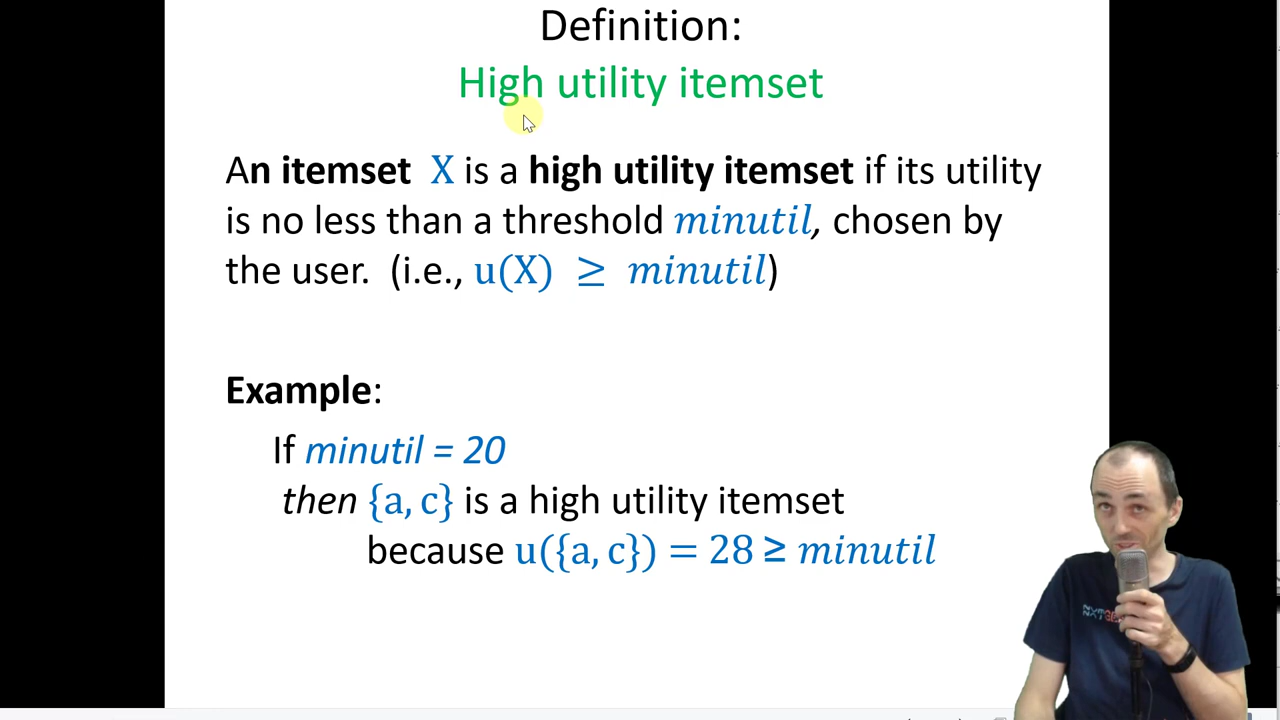 Definition:
High utility itemset
An itemset X is a high utility itemset if its utility
is no less than a threshold minutil, chosen by
the user. (i.e., u(X) ≥ minutil)
Example:
If minutil = 20
then {a, c} is a high utility itemset
because u({a, c}) = 28 ≥ minutil